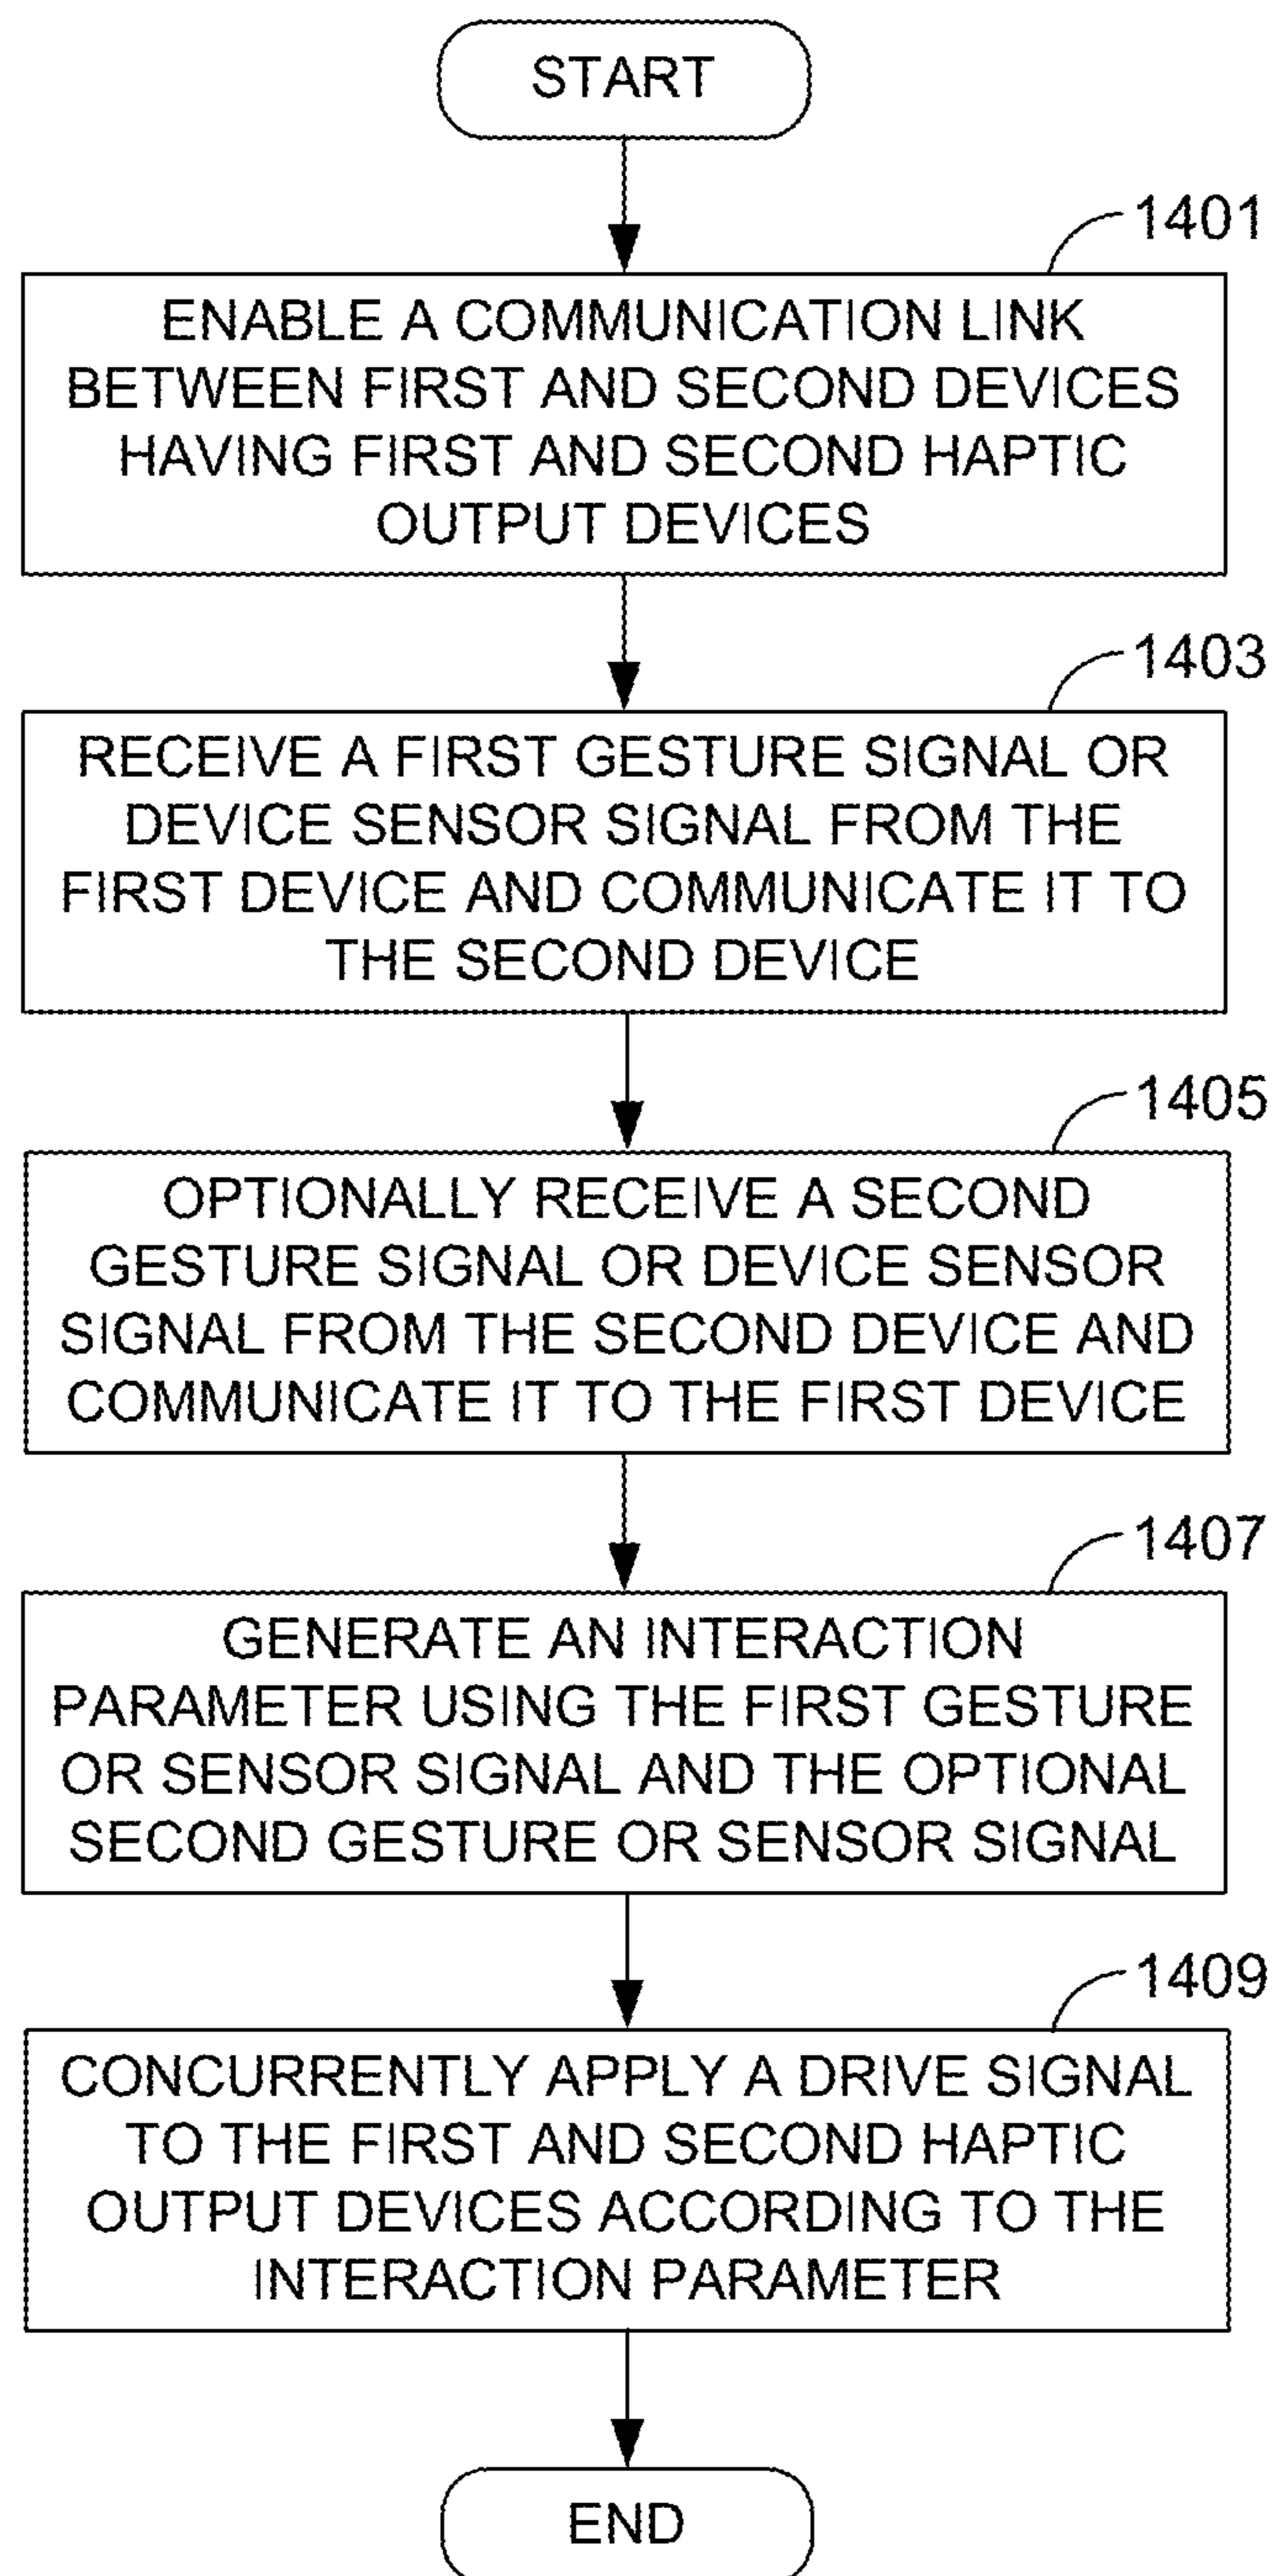 START
1401
ENABLE A COMMUNICATION LINK
BETWEEN FIRST AND SECOND DEVICES
HAVING FIRST AND SECOND HAPTIC
OUTPUT DEVICES
1403
RECEIVE A FIRST GESTURE SIGNAL OR
DEVICE SENSOR SIGNAL FROM THE
FIRST DEVICE AND COMMUNICATE IT TO
THE SECOND DEVICE
1405
OPTIONALLY RECEIVE A SECOND
GESTURE SIGNAL OR DEVICE SENSOR
SIGNAL FROM THE SECOND DEVICE AND
COMMUNICATE IT TO THE FIRST DEVICE
1407
GENERATE AN INTERACTION
PARAMETER USING THE FIRST GESTURE
OR SENSOR SIGNAL AND THE OPTIONAL
SECOND GESTURE OR SENSOR SIGNAL
1409
CONCURRENTLY APPLY A DRIVE SIGNAL
TO THE FIRST AND SECOND HAPTIC
OUTPUT DEVICES ACCORDING TO THE
INTERACTION PARAMETER
END